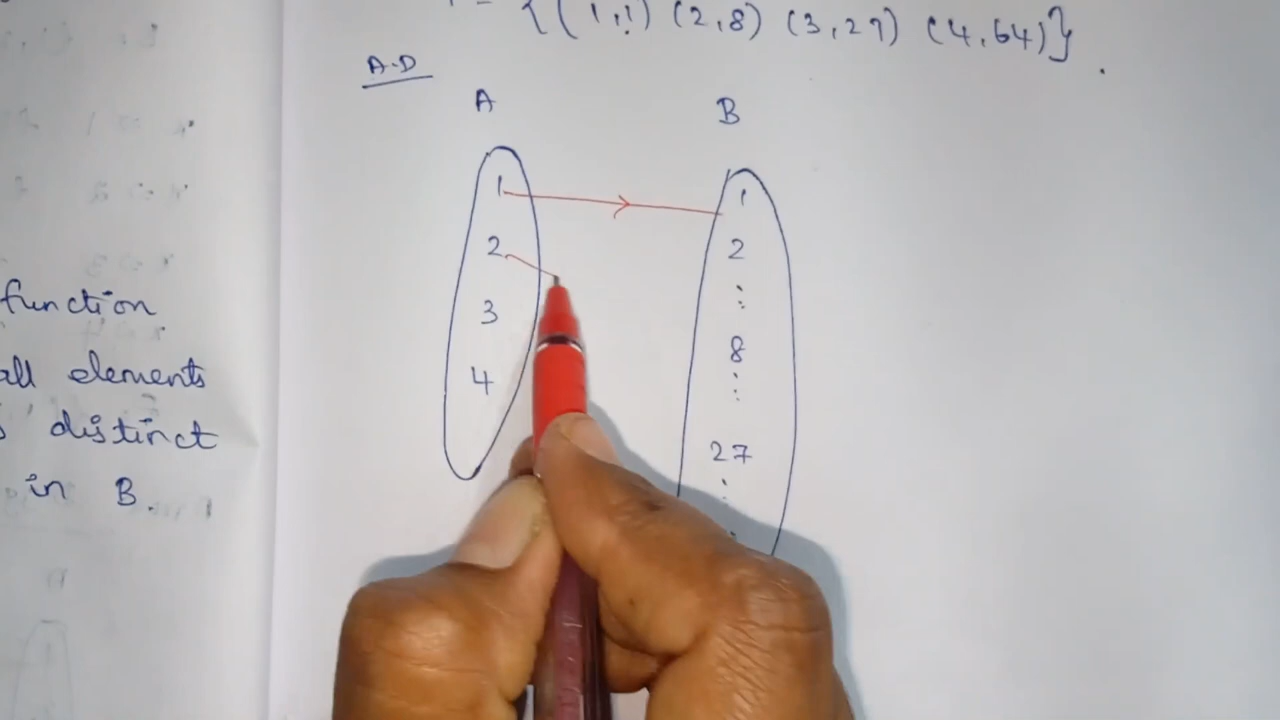 {(1,1) (2,8) (3,27) (4,64)}.
A.D
A B
1 1
2 2
3 8
4 27
function
all elements
distinct
in B.